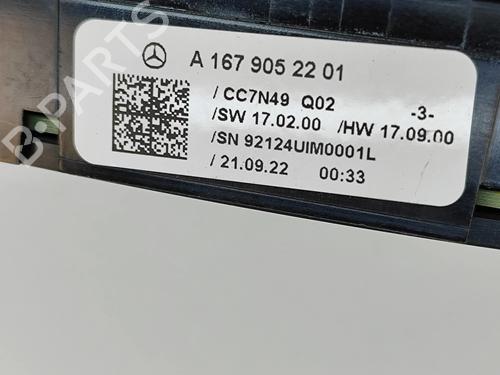 B-PARTS
A 167 905 22 01
/ CC7N49 Q02 -3-
/SW 17.02.00 /HW 17.09.00
/SN 92124UIM0001L
/ 21.09.22 00:33